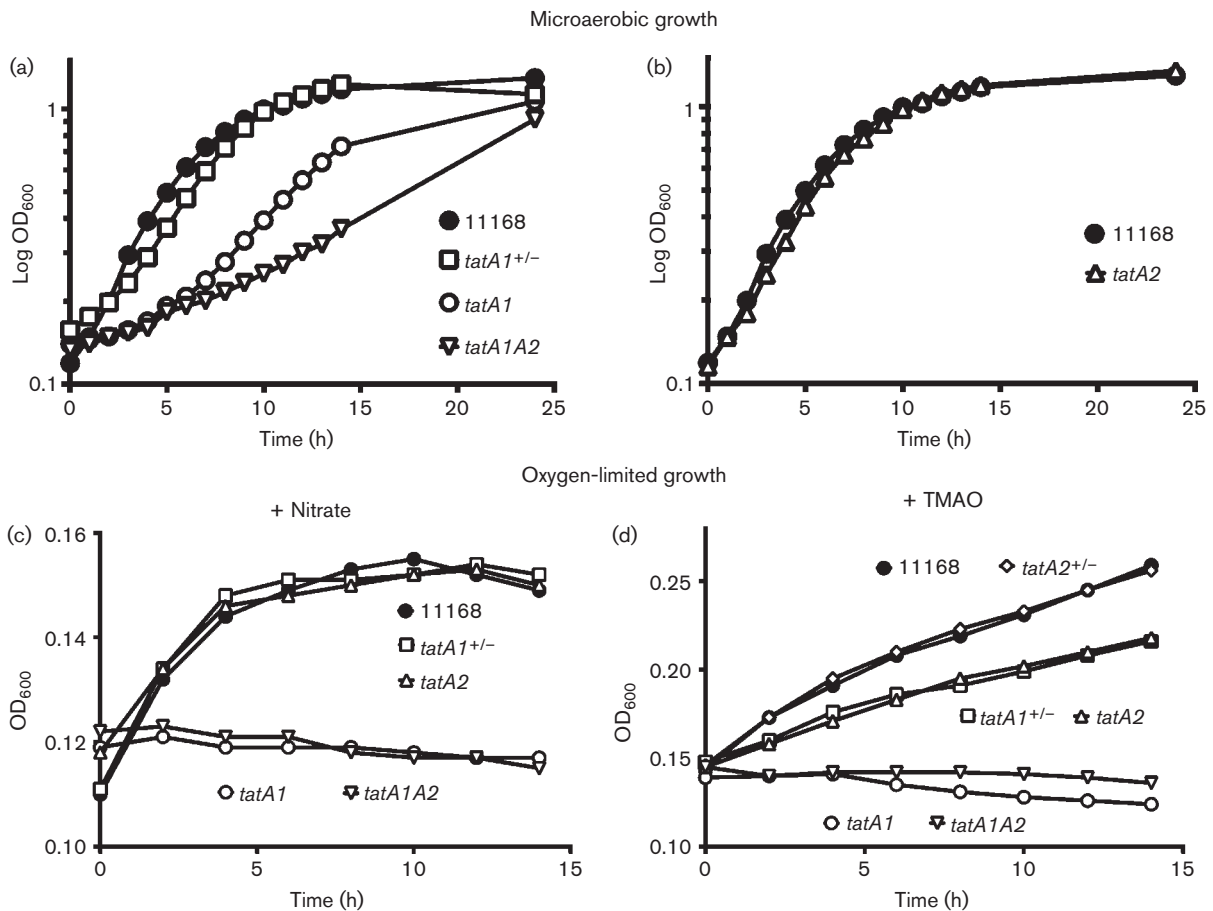 Microaerobic growth
(a)
Log OD600
1
0.1
0 5 10 15 20 25
Time (h)
11168
tatA1+/−
tatA1
tatA1A2
(b)
Log OD600
1
0.1
0 5 10 15 20 25
Time (h)
11168
tatA2
Oxygen-limited growth
+ Nitrate
(c)
OD600
0.16
0.14
0.12
0.10
0 5 10 15
Time (h)
11168
tatA1+/−
tatA2
tatA1 tatA1A2
+ TMAO
(d)
OD600
0.25
0.20
0.15
0.10
0 5 10 15
Time (h)
11168 tatA2+/−
tatA1+/− tatA2
tatA1 tatA1A2